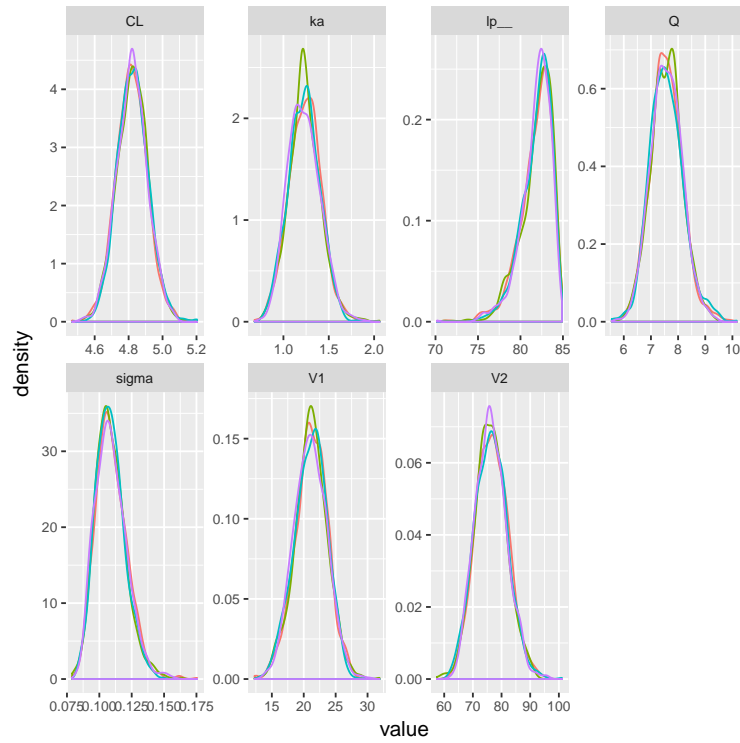 CL ka lp__ Q
4 3 2 1 0
2 1 0
0.2 0.1 0.0
0.6 0.4 0.2 0.0
4.6 4.8 5.0 5.2 1.0 1.5 2.0 70 75 80 85 6 7 8 9 10
density
sigma V1 V2
30 20 10 0
0.15 0.10 0.05 0.00
0.06 0.04 0.02 0.00
0.075 0.100 0.125 0.150 0.175 15 20 25 30 60 70 80 90 100
value